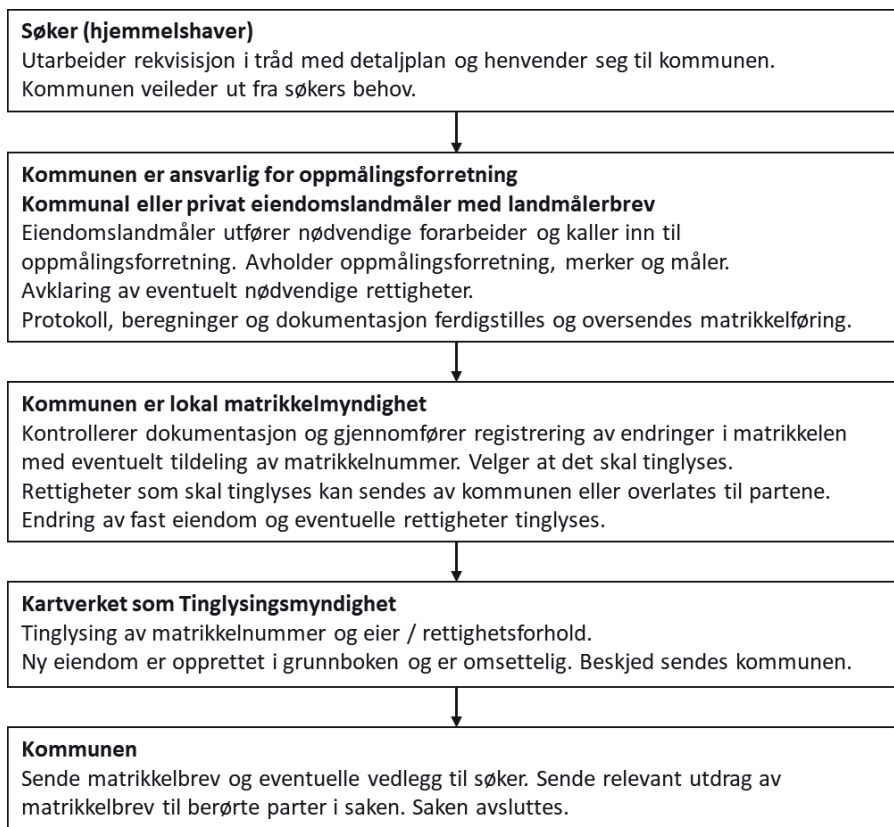 Søker (hjemmelshaver)
Utarbeider rekvisisjon i tråd med detaljplan og henvender seg til kommunen.
Kommunen veileder ut fra søkers behov.
Kommunen er ansvarlig for oppmålingsforretning
Kommunal eller privat eiendomslandmåler med landmålerbrev
Eiendomslandmåler utfører nødvendige forarbeider og kaller inn til
oppmålingsforretning. Avholder oppmålingsforretning, merker og måler.
Avklaring av eventuelt nødvendige rettigheter.
Protokoll, beregninger og dokumentasjon ferdigstilles og oversendes matrikkelføring.
Kommunen er lokal matrikkelmyndighet
Kontrollerer dokumentasjon og gjennomfører registrering av endringer i matrikkelen
med eventuelt tildeling av matrikkelnummer. Velger at det skal tinglyses.
Rettigheter som skal tinglyses kan sendes av kommunen eller overlates til partene.
Endring av fast eiendom og eventuelle rettigheter tinglyses.
Kartverket som Tinglysingsmyndighet
Tinglysing av matrikkelnummer og eier / rettighetsforhold.
Ny eiendom er opprettet i grunnboken og er omsettelig. Beskjed sendes kommunen.
Kommunen
Sende matrikkelbrev og eventuelle vedlegg til søker. Sende relevant utdrag av
matrikkelbrev til berørte parter i saken. Saken avsluttes.